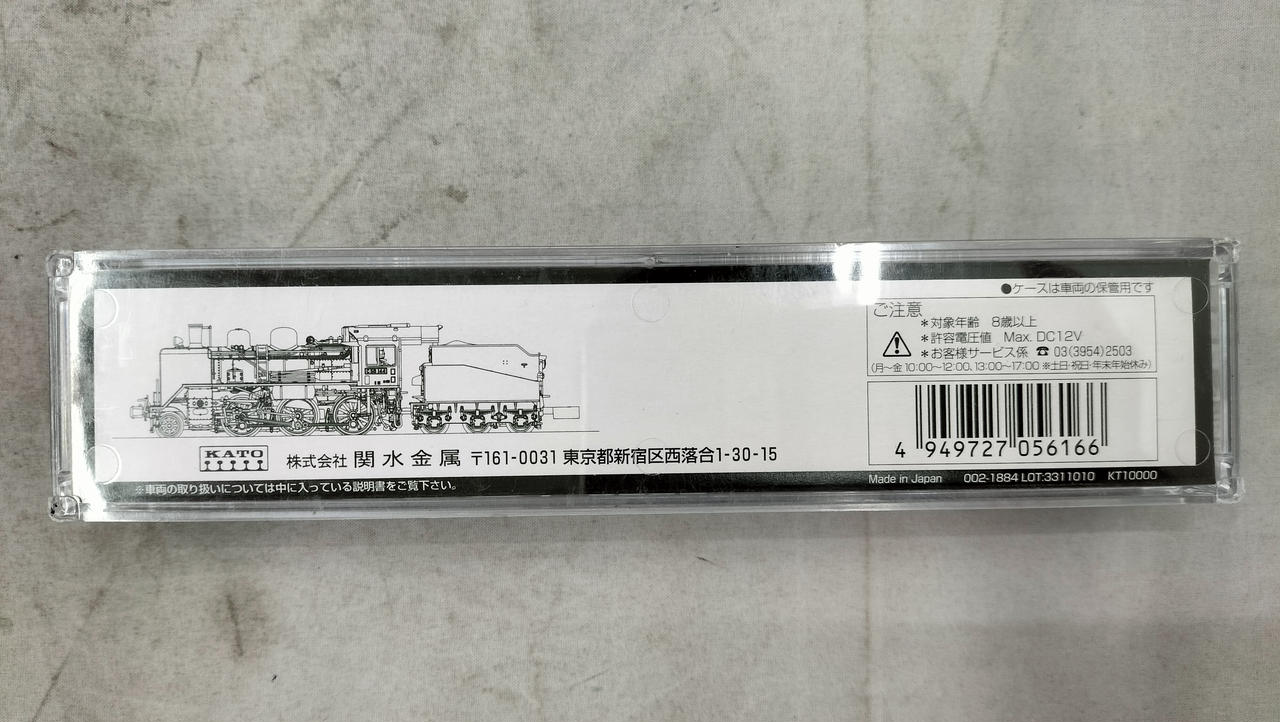 ●ケースは車両の保管用です
ご注意
＊対象年齢 8歳以上
＊許容電圧値 Max. DC12V
＊お客様サービス係 ☎ 03(3954)2503
(月～金 10:00～12:00、13:00～17:00 ※土日・祝日・年末年始休み)
4 949727 056166
KATO
株式会社 関水金属 〒161-0031 東京都新宿区西落合1-30-15
※車両の取り扱いについては中に入っている説明書をご覧下さい。
Made in Japan 002-1884 LOT:3311010 KT10000